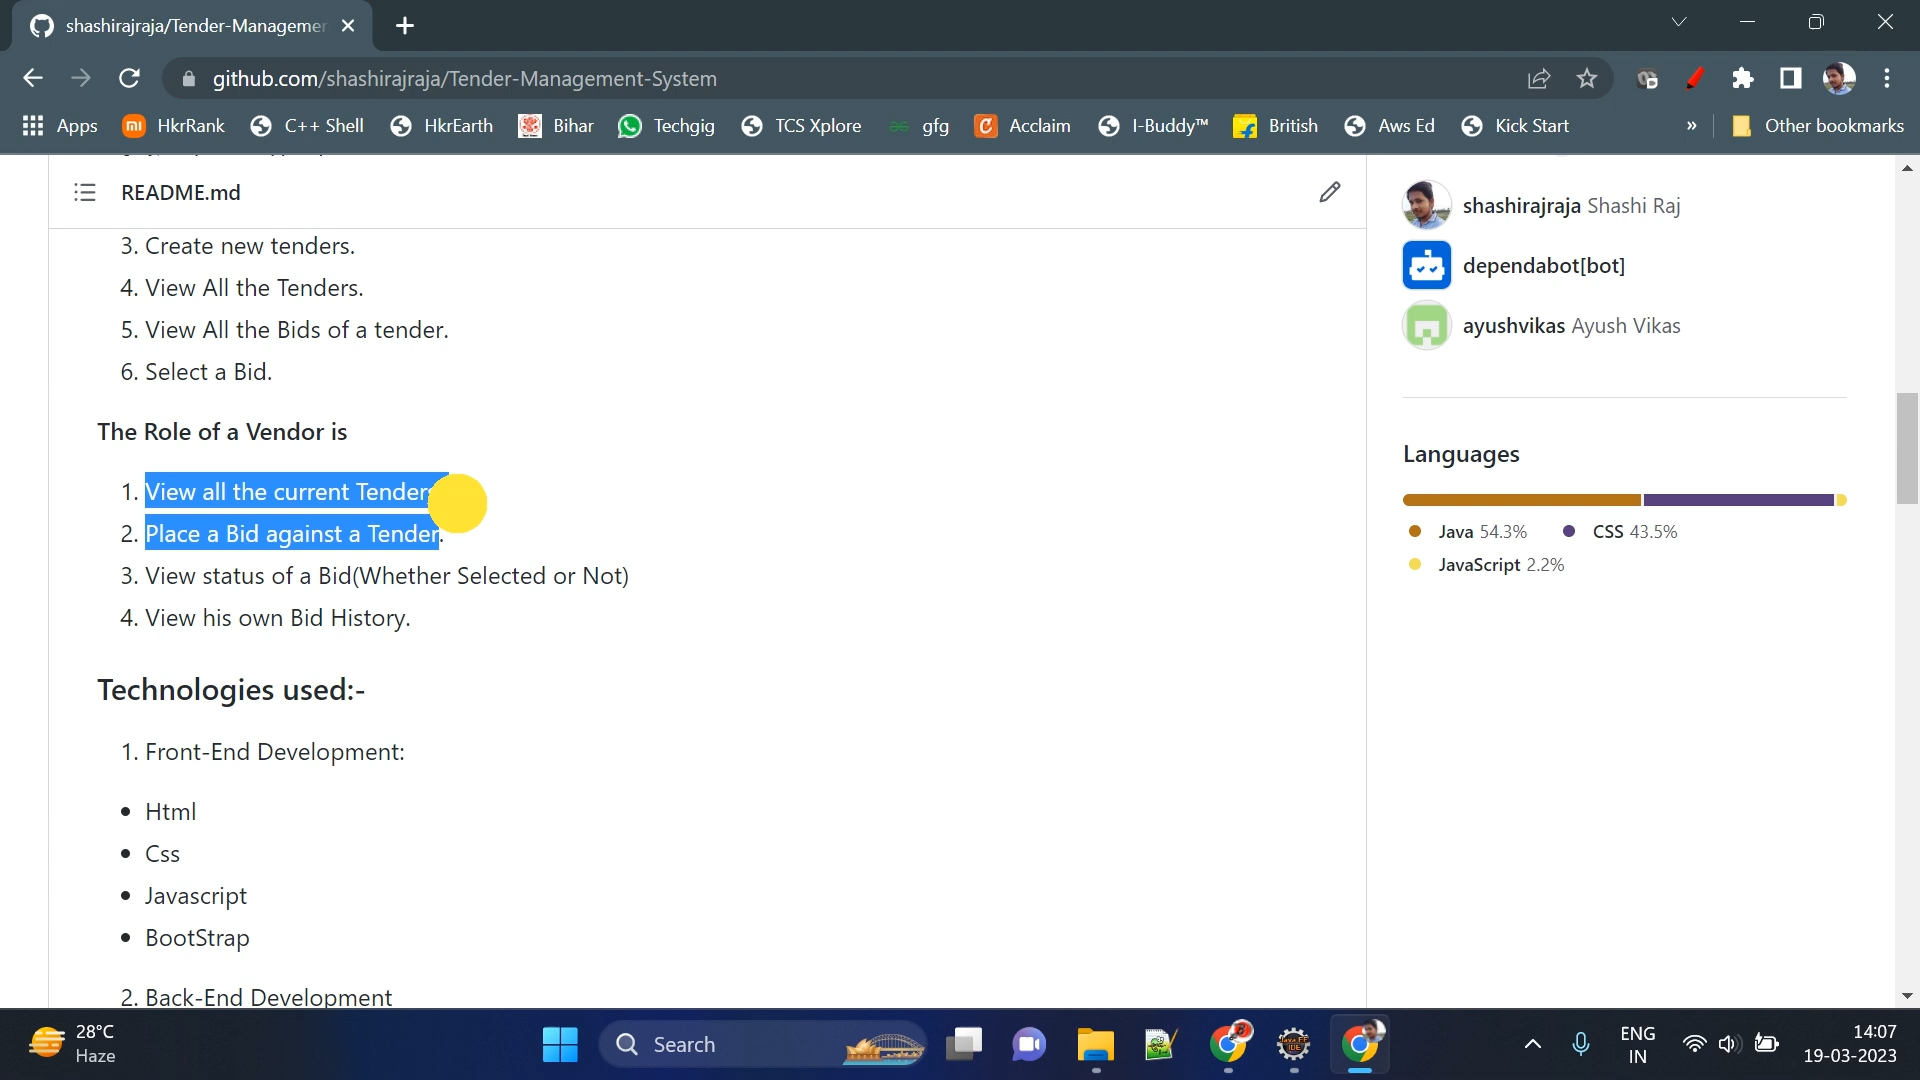 shashirajraja/Tender-Managemer
github.com/shashirajraja/Tender-Management-System
Apps
HkrRank
C++ Shell
HkrEarth
Bihar
Techgig
TCS Xplore
gfg
Acclaim
I-Buddy™
British
Aws Ed
Kick Start
»
Other bookmarks
README.md
3. Create new tenders.
4. View All the Tenders.
5. View All the Bids of a tender.
6. Select a Bid.
The Role of a Vendor is
1. View all the current Tenders
2. Place a Bid against a Tender.
3. View status of a Bid(Whether Selected or Not)
4. View his own Bid History.
Technologies used:-
1. Front-End Development:
• Html
• Css
• Javascript
• BootStrap
2. Back-End Development
shashirajraja Shashi Raj
dependabot[bot]
ayushvikas Ayush Vikas
Languages
Java 54.3%
CSS 43.5%
JavaScript 2.2%
28°C
Haze
Search
ENG
IN
14:07
19-03-2023